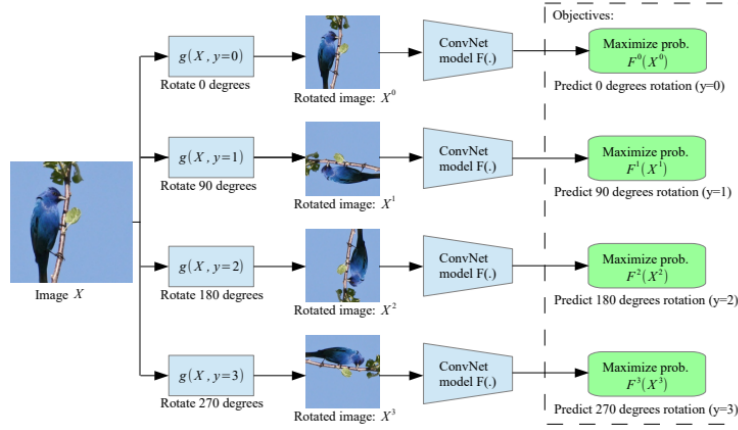 Objectives:
g(X, y=0)
Rotate 0 degrees
Rotated image: X⁰
ConvNet
model F(.)
Maximize prob.
F⁰(X⁰)
Predict 0 degrees rotation (y=0)
g(X, y=1)
Rotate 90 degrees
Rotated image: X¹
ConvNet
model F(.)
Maximize prob.
F¹(X¹)
Predict 90 degrees rotation (y=1)
Image X
g(X, y=2)
Rotate 180 degrees
Rotated image: X²
ConvNet
model F(.)
Maximize prob.
F²(X²)
Predict 180 degrees rotation (y=2)
g(X, y=3)
Rotate 270 degrees
Rotated image: X³
ConvNet
model F(.)
Maximize prob.
F³(X³)
Predict 270 degrees rotation (y=3)